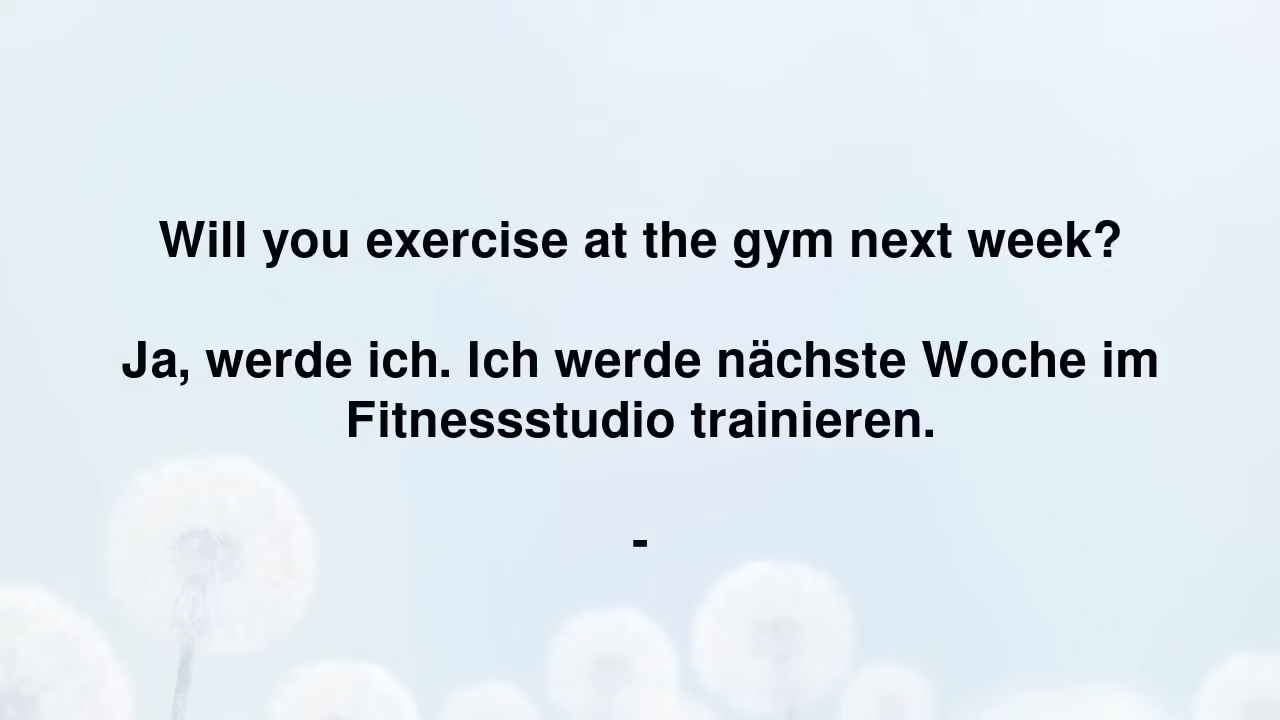 Will you exercise at the gym next week?
Ja, werde ich. Ich werde nächste Woche im
Fitnessstudio trainieren.
-